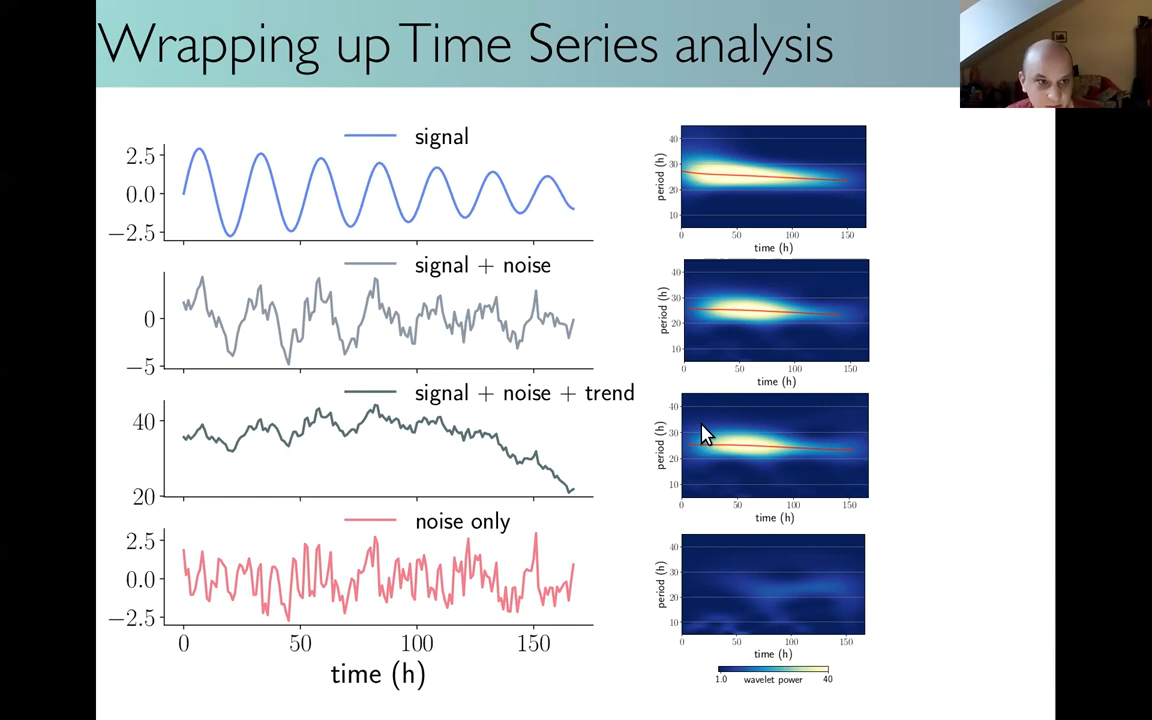 Wrapping up Time Series analysis
signal
2.5
0.0
−2.5
signal + noise
0
−5
signal + noise + trend
40
20
noise only
2.5
0.0
−2.5
0 50 100 150
time (h)
40
30
20
10
period (h)
0 50 100 150
time (h)
40
30
20
10
period (h)
0 50 100 150
time (h)
40
30
20
10
period (h)
0 50 100 150
time (h)
40
30
20
10
period (h)
0 50 100 150
time (h)
1.0 wavelet power 40